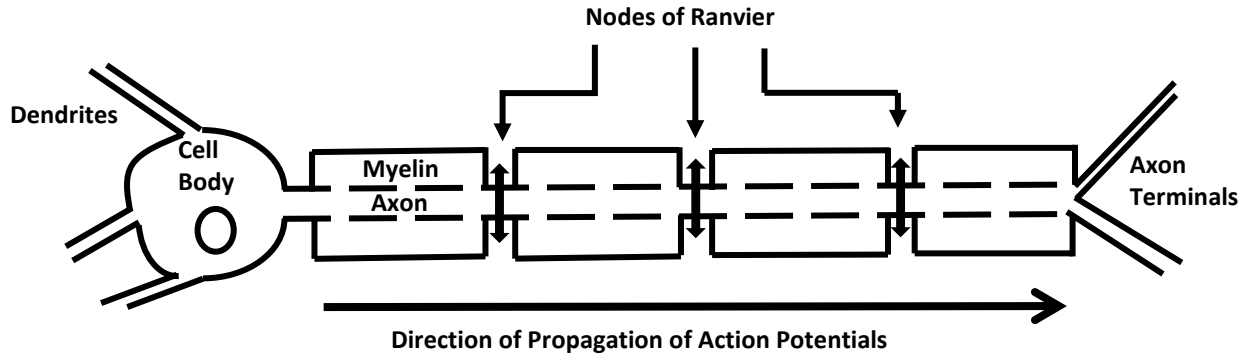 Nodes of Ranvier
Dendrites
Cell
Body
Myelin
Axon
Axon
Terminals
Direction of Propagation of Action Potentials